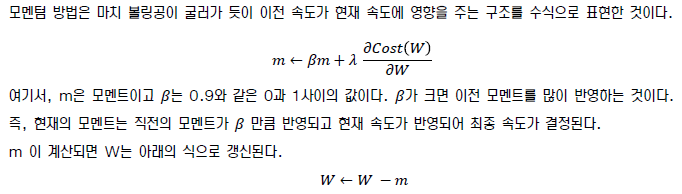 모멘텀 방법은 마치 볼링공이 굴러가 듯이 이전 속도가 현재 속도에 영향을 주는 구조를 수식으로 표현한 것이다.
m ← βm + λ ∂Cost(W)/∂W
여기서, m은 모멘트이고 β는 0.9와 같은 0과 1사이의 값이다. β가 크면 이전 모멘트를 많이 반영하는 것이다.
즉, 현재의 모멘트는 직전의 모멘트가 β 만큼 반영되고 현재 속도가 반영되어 최종 속도가 결정된다.
m 이 계산되면 W는 아래의 식으로 갱신된다.
W ← W − m